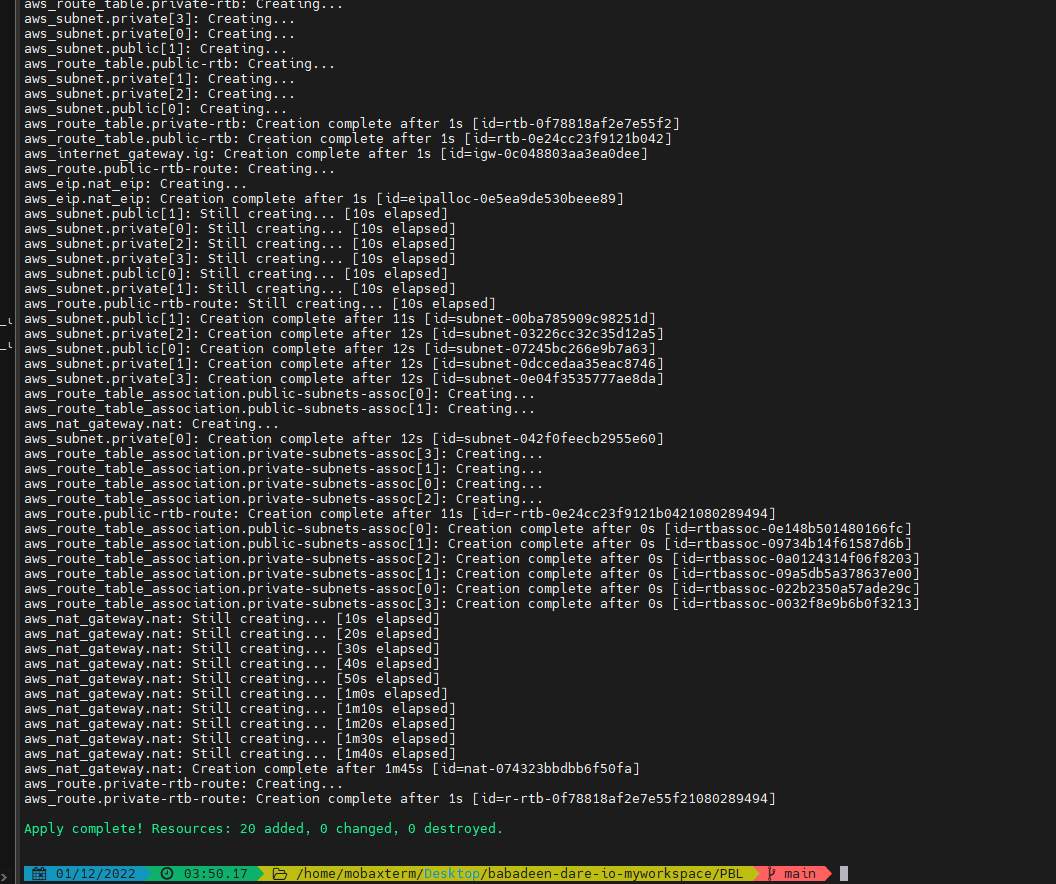 aws_route_table.private-rtb: Creating...
aws_subnet.private[3]: Creating...
aws_subnet.private[0]: Creating...
aws_subnet.public[1]: Creating...
aws_route_table.public-rtb: Creating...
aws_subnet.private[1]: Creating...
aws_subnet.private[2]: Creating...
aws_subnet.public[0]: Creating...
aws_route_table.private-rtb: Creation complete after 1s [id=rtb-0f78818af2e7e55f2]
aws_route_table.public-rtb: Creation complete after 1s [id=rtb-0e24cc23f9121b042]
aws_internet_gateway.ig: Creation complete after 1s [id=igw-0c048803aa3ea0dee]
aws_route.public-rtb-route: Creating...
aws_eip.nat_eip: Creating...
aws_eip.nat_eip: Creation complete after 1s [id=eipalloc-0e5ea9de530beee89]
aws_subnet.public[1]: Still creating... [10s elapsed]
aws_subnet.private[0]: Still creating... [10s elapsed]
aws_subnet.private[2]: Still creating... [10s elapsed]
aws_subnet.private[3]: Still creating... [10s elapsed]
aws_subnet.public[0]: Still creating... [10s elapsed]
aws_subnet.private[1]: Still creating... [10s elapsed]
aws_route.public-rtb-route: Still creating... [10s elapsed]
aws_subnet.public[1]: Creation complete after 11s [id=subnet-00ba785909c98251d]
aws_subnet.private[2]: Creation complete after 12s [id=subnet-03226cc32c35d12a5]
aws_subnet.public[0]: Creation complete after 12s [id=subnet-07245bc266e9b7a63]
aws_subnet.private[1]: Creation complete after 12s [id=subnet-0dccedaa35eac8746]
aws_subnet.private[3]: Creation complete after 12s [id=subnet-0e04f3535777ae8da]
aws_route_table_association.public-subnets-assoc[0]: Creating...
aws_route_table_association.public-subnets-assoc[1]: Creating...
aws_nat_gateway.nat: Creating...
aws_subnet.private[0]: Creation complete after 12s [id=subnet-042f0feecb2955e60]
aws_route_table_association.private-subnets-assoc[3]: Creating...
aws_route_table_association.private-subnets-assoc[1]: Creating...
aws_route_table_association.private-subnets-assoc[0]: Creating...
aws_route_table_association.private-subnets-assoc[2]: Creating...
aws_route.public-rtb-route: Creation complete after 11s [id=r-rtb-0e24cc23f9121b0421080289494]
aws_route_table_association.public-subnets-assoc[0]: Creation complete after 0s [id=rtbassoc-0e148b501480166fc]
aws_route_table_association.public-subnets-assoc[1]: Creation complete after 0s [id=rtbassoc-09734b14f61587d6b]
aws_route_table_association.private-subnets-assoc[2]: Creation complete after 0s [id=rtbassoc-0a0124314f06f8203]
aws_route_table_association.private-subnets-assoc[1]: Creation complete after 0s [id=rtbassoc-09a5db5a378637e00]
aws_route_table_association.private-subnets-assoc[0]: Creation complete after 0s [id=rtbassoc-022b2350a57ade29c]
aws_route_table_association.private-subnets-assoc[3]: Creation complete after 0s [id=rtbassoc-0032f8e9b6b0f3213]
aws_nat_gateway.nat: Still creating... [10s elapsed]
aws_nat_gateway.nat: Still creating... [20s elapsed]
aws_nat_gateway.nat: Still creating... [30s elapsed]
aws_nat_gateway.nat: Still creating... [40s elapsed]
aws_nat_gateway.nat: Still creating... [50s elapsed]
aws_nat_gateway.nat: Still creating... [1m0s elapsed]
aws_nat_gateway.nat: Still creating... [1m10s elapsed]
aws_nat_gateway.nat: Still creating... [1m20s elapsed]
aws_nat_gateway.nat: Still creating... [1m30s elapsed]
aws_nat_gateway.nat: Still creating... [1m40s elapsed]
aws_nat_gateway.nat: Creation complete after 1m45s [id=nat-074323bbdbb6f50fa]
aws_route.private-rtb-route: Creating...
aws_route.private-rtb-route: Creation complete after 1s [id=r-rtb-0f78818af2e7e55f21080289494]
Apply complete! Resources: 20 added, 0 changed, 0 destroyed.
01/12/2022 03:50.17 /home/mobaxterm/Desktop/babadeen-dare-io-myworkspace/PBL main